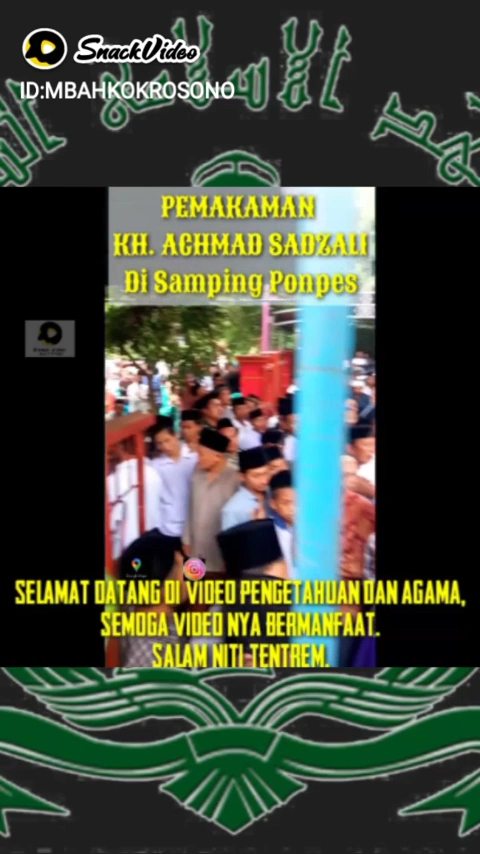 SnackVideo
ID:MBAHKOKROSONO
PEMAKAMAN
KH. ACHMAD SADZALI
Di Samping Ponpes
SELAMAT DATANG DI VIDEO PENGETAHUAN DAN AGAMA,
SEMOGA VIDEO NYA BERMANFAAT.
SALAM NITI TENTREM.